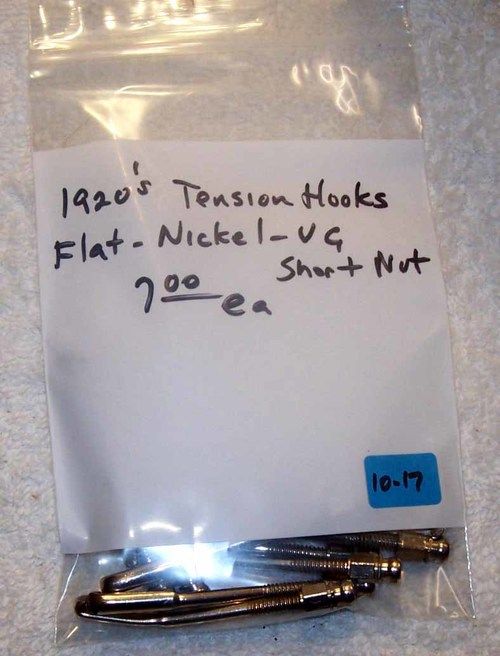 1920's Tension Hooks
Flat - Nickel - VG
Short Nut
7.00 ea
10-17